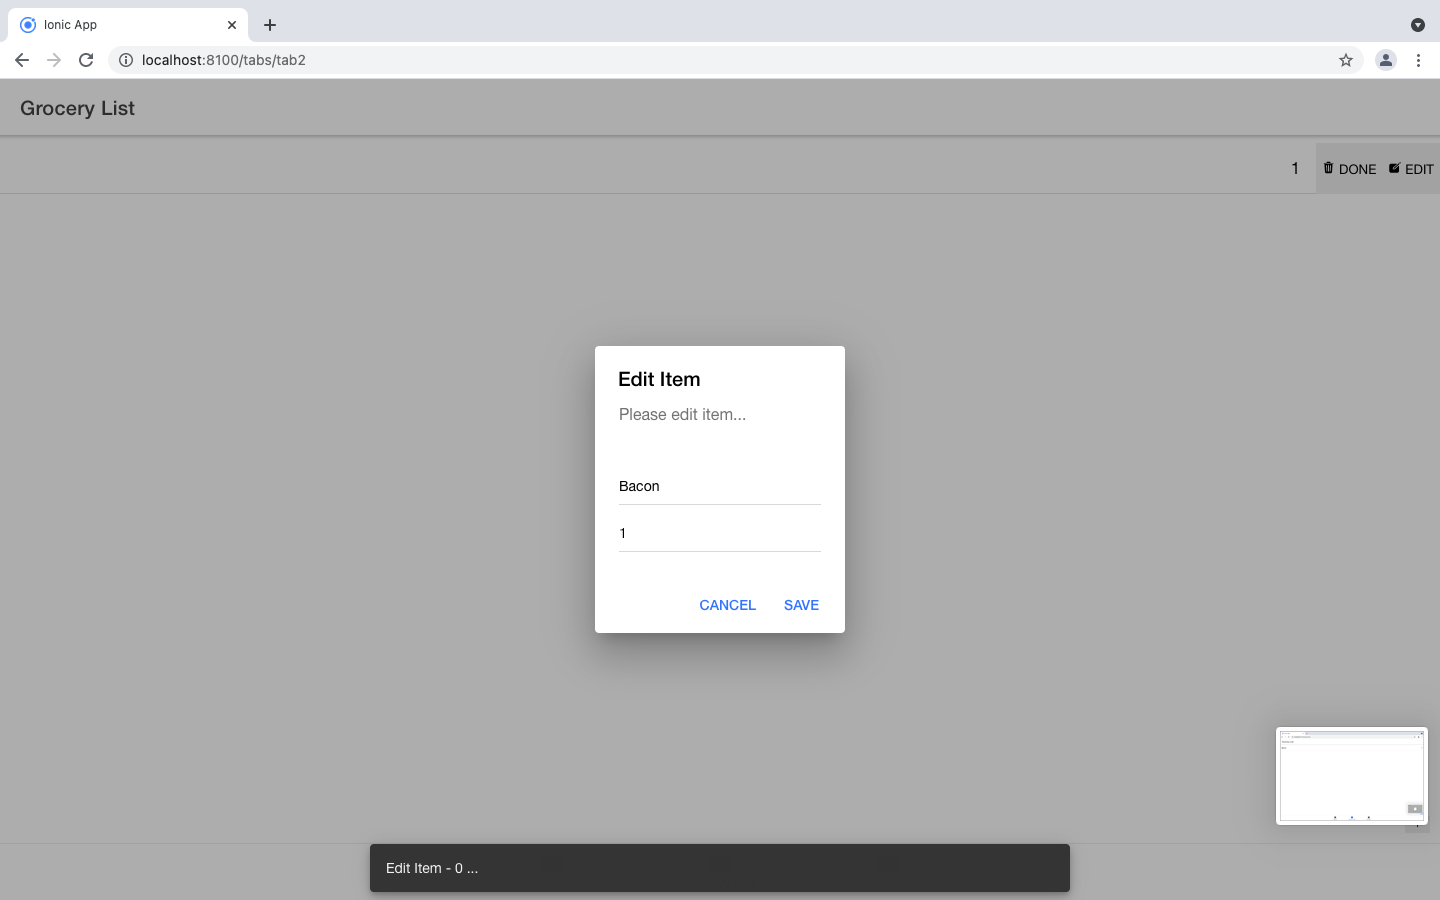 Ionic App
localhost:8100/tabs/tab2
Grocery List
1 DONE EDIT
Edit Item
Please edit item...
Bacon
1
CANCEL SAVE
Edit Item - 0 ...